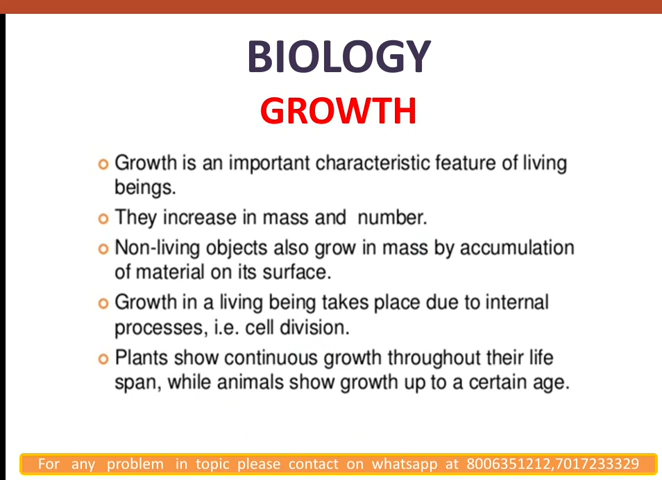 BIOLOGY
GROWTH
Growth is an important characteristic feature of living
beings.
They increase in mass and number.
Non-living objects also grow in mass by accumulation
of material on its surface.
Growth in a living being takes place due to internal
processes, i.e. cell division.
Plants show continuous growth throughout their life
span, while animals show growth up to a certain age.
For any problem in topic please contact on whatsapp at 8006351212,7017233329